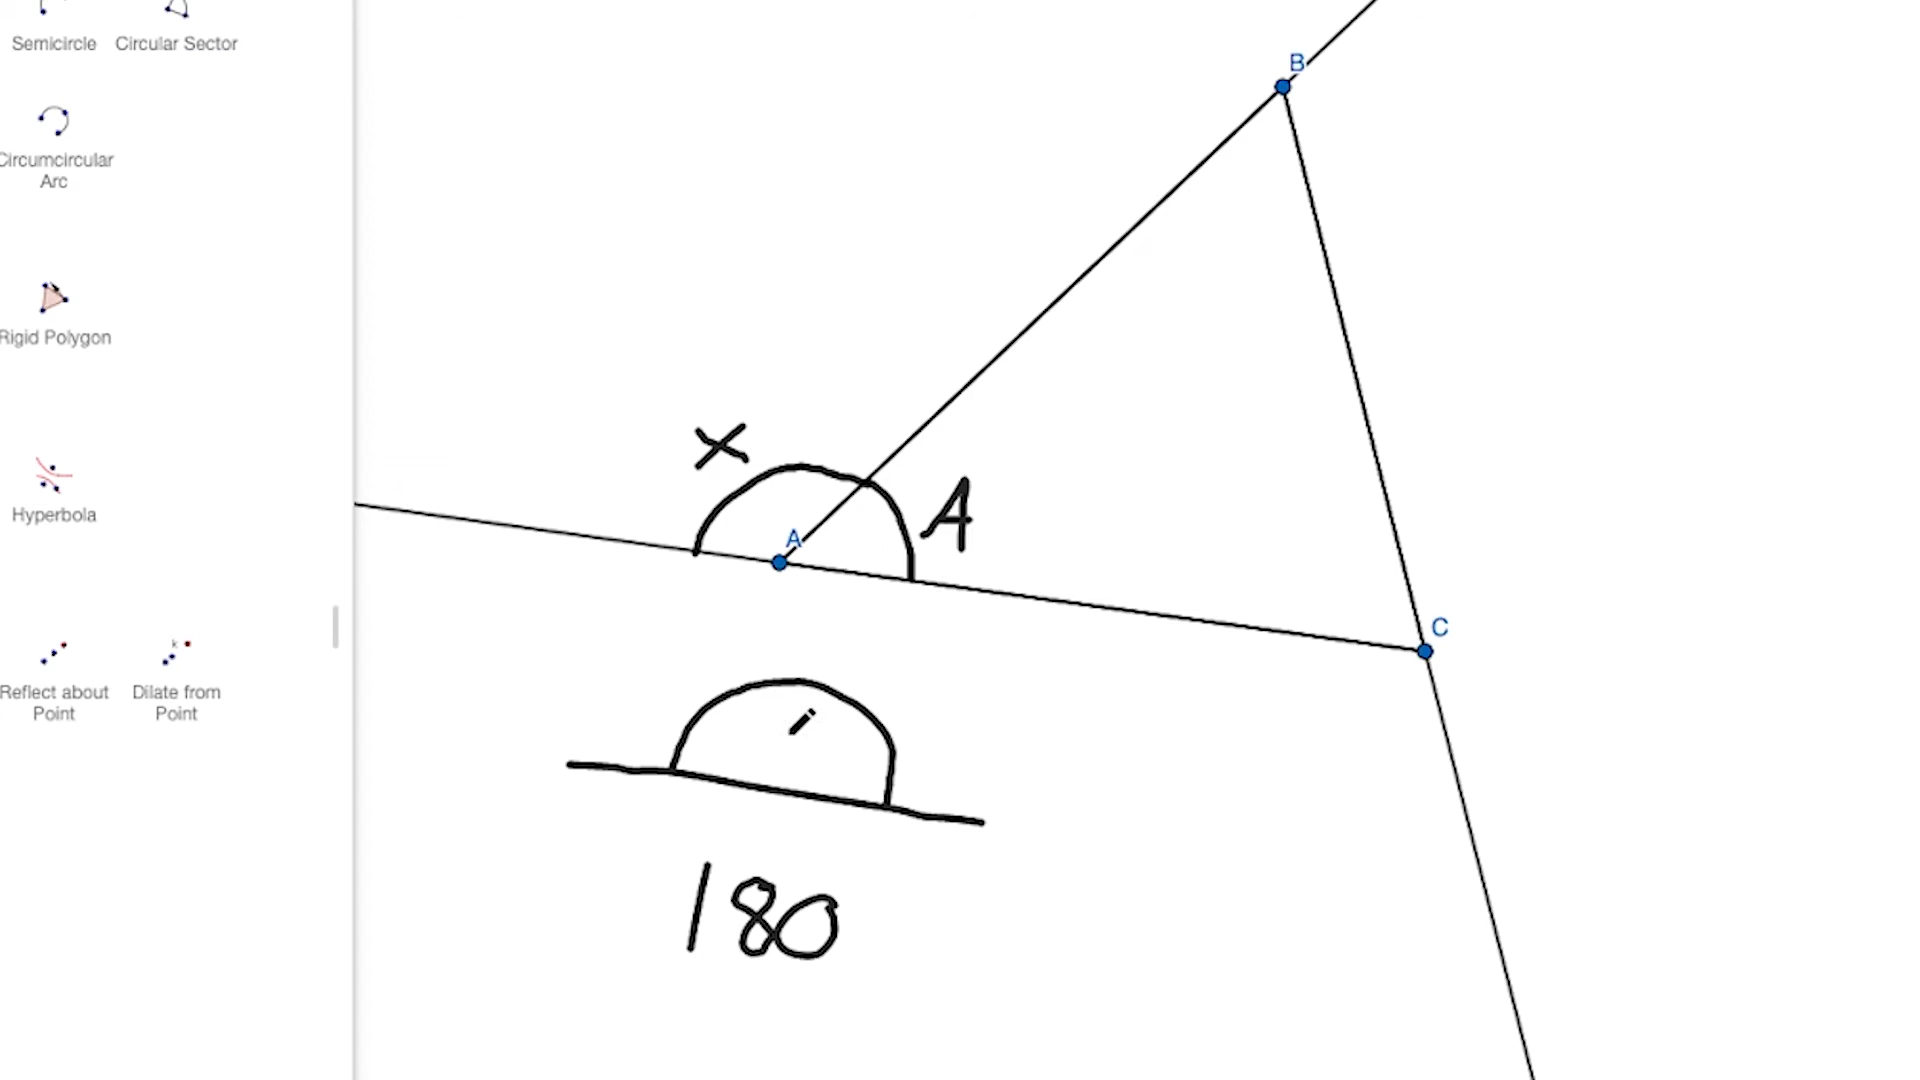 Semicircle
Circular Sector
Circumcircular
Arc
Rigid Polygon
Hyperbola
Reflect about
Point
Dilate from
Point
B
X
A
A
C
180